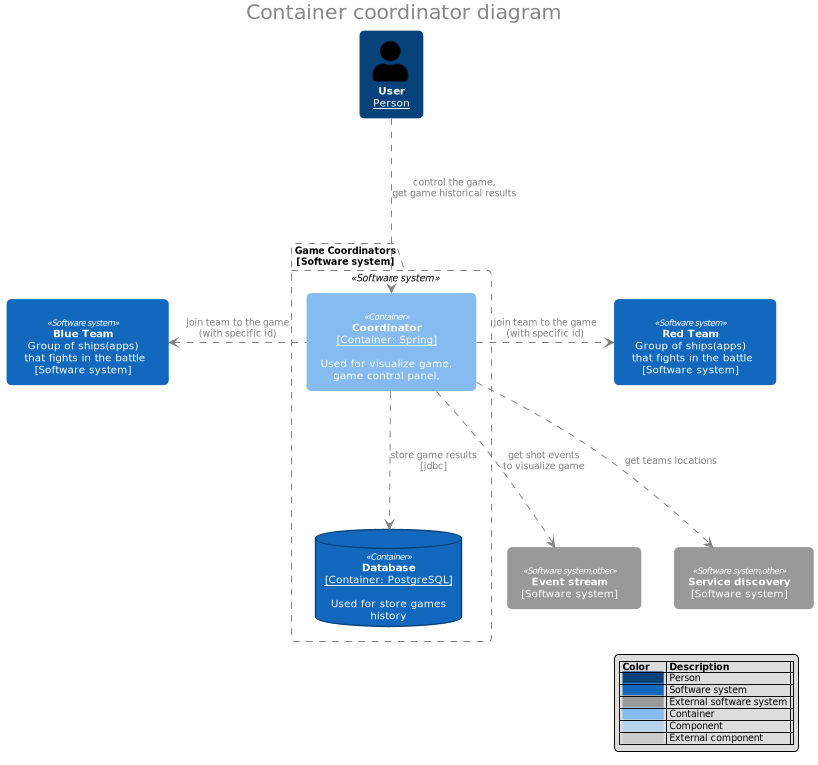 Container coordinator diagram
User
Person
control the game,
get game historical results
Game Coordinators
[Software system]
«Software system»
«Software system»
Blue Team
Group of ships(apps)
that fights in the battle
[Software system]
join team to the game
(with specific id)
«Container»
Coordinator
[Container: Spring]
Used for visualize game,
game control panel,
join team to the game
(with specific id)
«Software system»
Red Team
Group of ships(apps)
that fights in the battle
[Software system]
store game results
[jdbc]
get shot events
to visualize game
get teams locations
«Container»
Database
[Container: PostgreSQL]
Used for store games
history
«Software system,other»
Event stream
[Software system]
«Software system,other»
Service discovery
[Software system]
Color Description
Person
Software system
External software system
Container
Component
External component